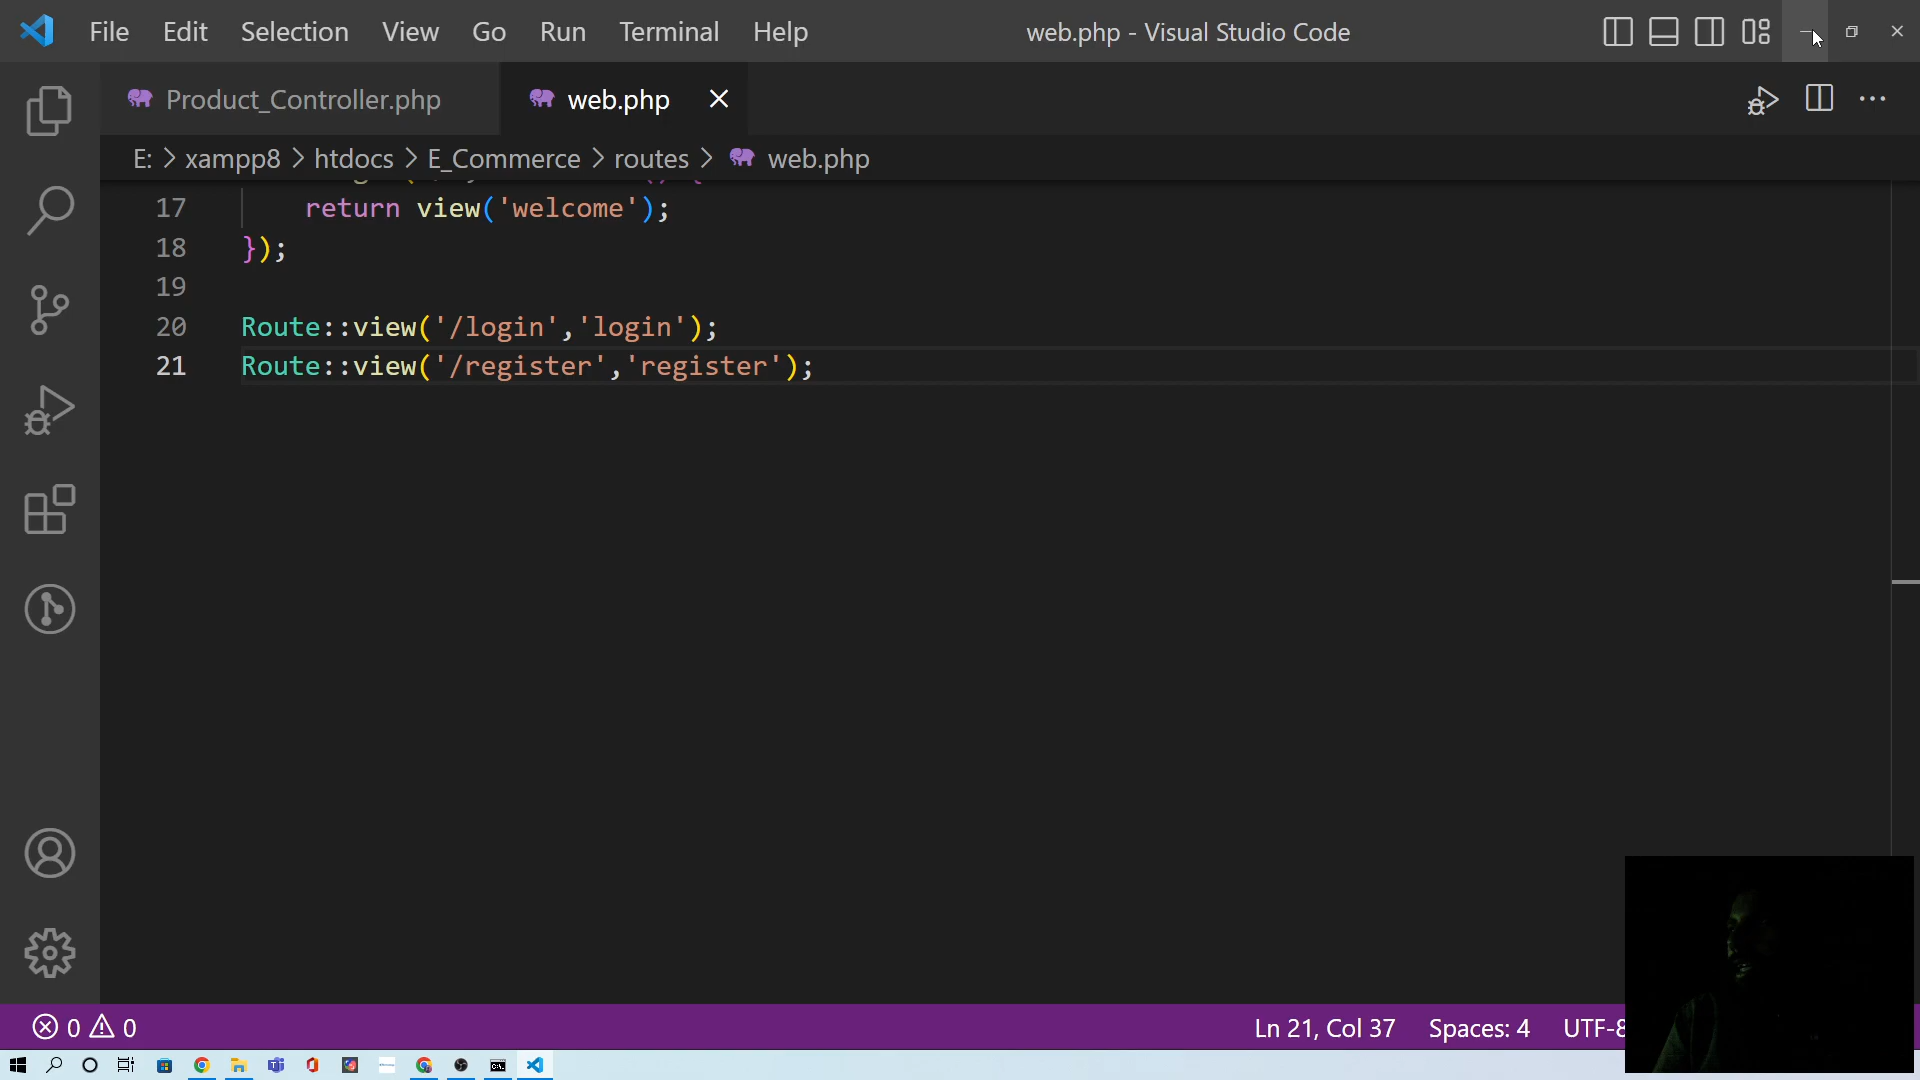 File Edit Selection View Go Run Terminal Help web.php - Visual Studio Code
Product_Controller.php web.php
E: > xampp8 > htdocs > E_Commerce > routes > web.php
17 return view('welcome');
18 });
19
20 Route::view('/login','login');
21 Route::view('/register','register');
0 0 Ln 21, Col 37 Spaces: 4 UTF-8